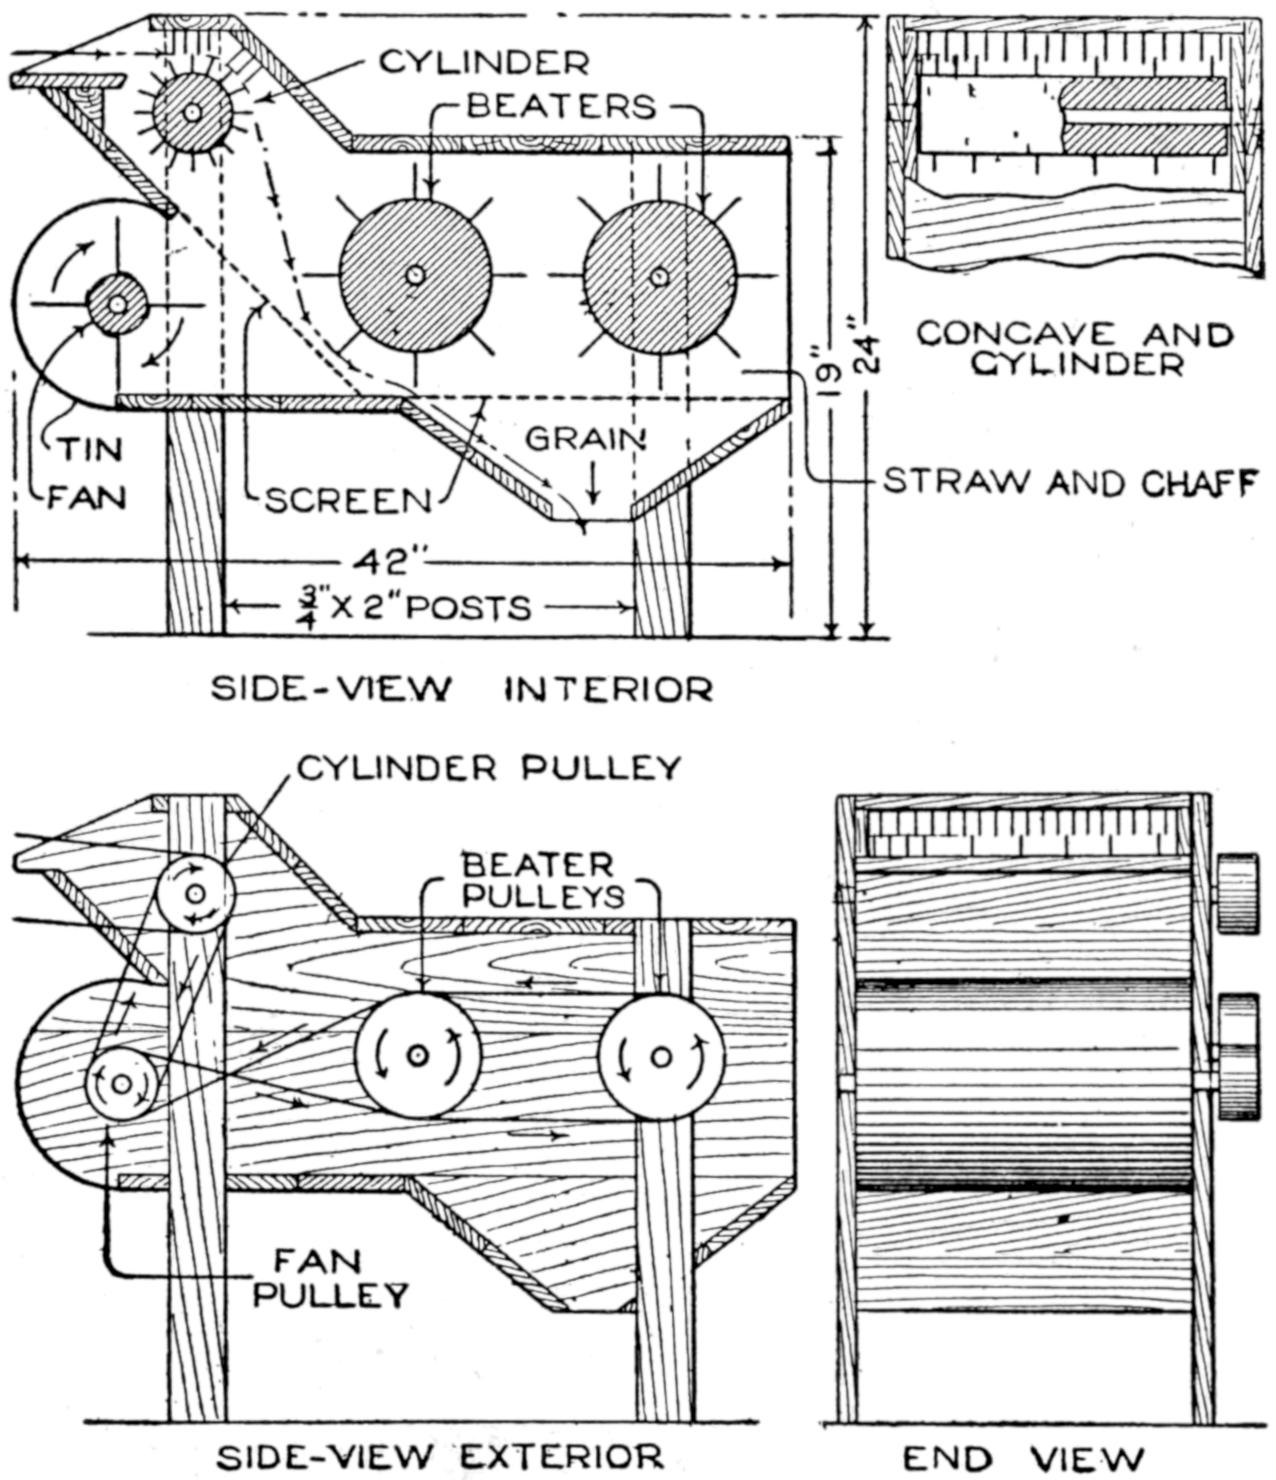 CYLINDER
BEATERS
CONCAVE AND
CYLINDER
19"
24"
GRAIN
TIN
FAN
SCREEN
STRAW AND CHAFF
42"
3/4" X 2" POSTS
SIDE-VIEW INTERIOR
CYLINDER PULLEY
BEATER
PULLEYS
FAN
PULLEY
SIDE-VIEW EXTERIOR
END VIEW